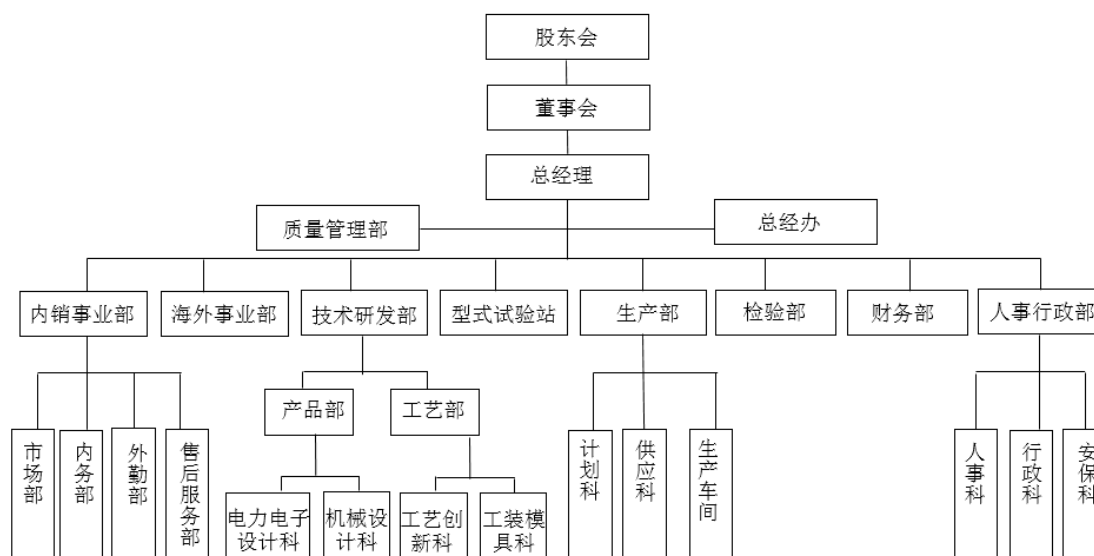 股东会
董事会
总经理
质量管理部
总经办
内销事业部
海外事业部
技术研发部
型式试验站
生产部
检验部
财务部
人事行政部
产品部
工艺部
市场部
内务部
外勤部
售后服务部
计划科
供应科
生产车间
人事科
行政科
安保科
电力电子
设计科
机械设
计科
工艺创
新科
工装模
具科